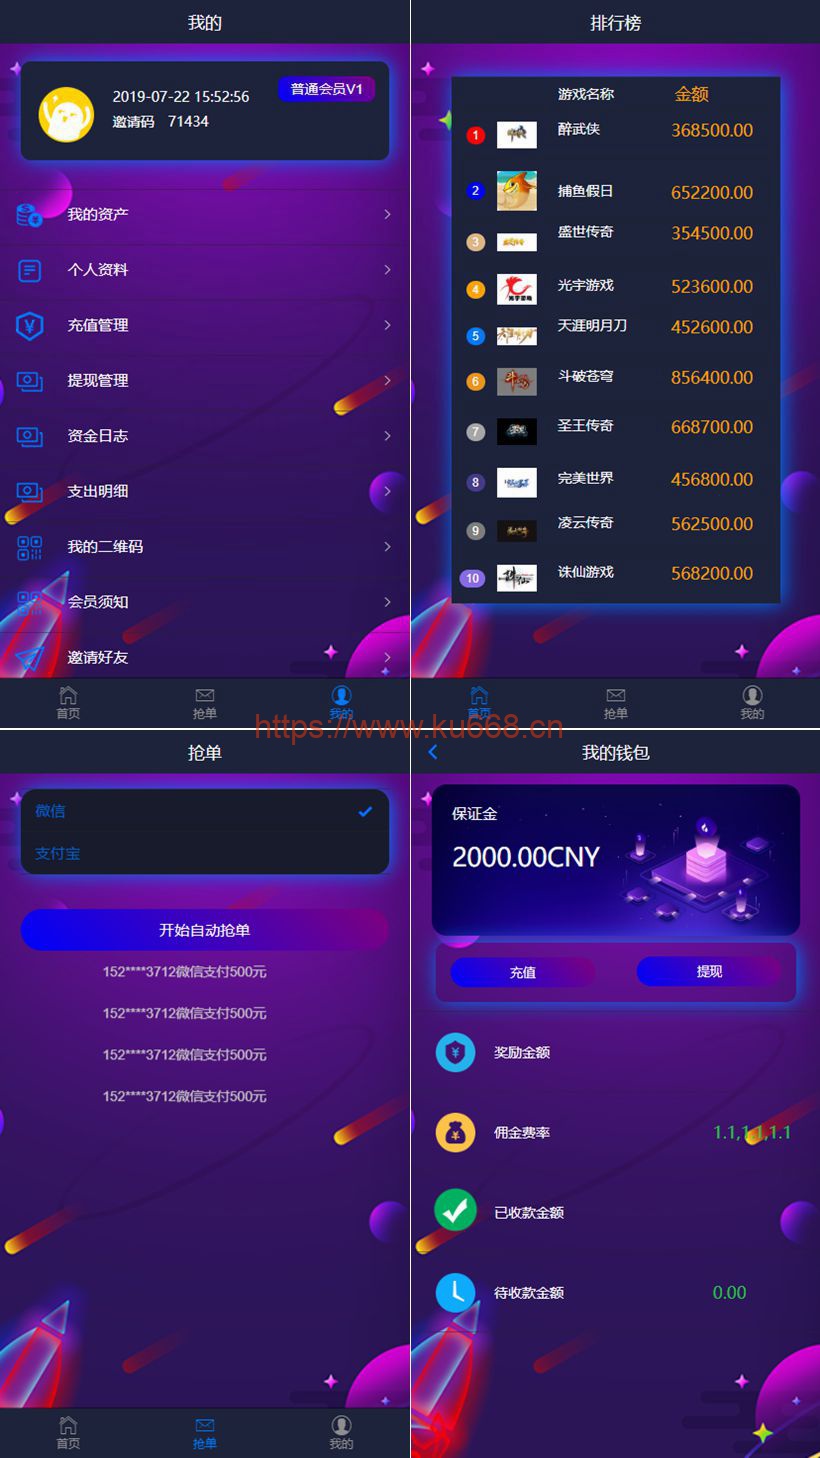 我的
2019-07-22 15:52:56
普通会员V1
邀请码 71434
我的资产
个人资料
充值管理
提现管理
资金日志
支出明细
我的二维码
会员须知
邀请好友
首页
抢单
我的
排行榜
游戏名称 金额
1 醉武侠 368500.00
2 捕鱼假日 652200.00
3 盛世传奇 354500.00
4 光宇游戏 523600.00
5 天涯明月刀 452600.00
6 斗破苍穹 856400.00
7 圣王传奇 668700.00
8 完美世界 456800.00
9 凌云传奇 562500.00
10 诛仙游戏 568200.00
首页
抢单
我的
https://www.ku668.cn
抢单
微信
支付宝
开始自动抢单
152****3712微信支付500元
152****3712微信支付500元
152****3712微信支付500元
152****3712微信支付500元
首页
抢单
我的
我的钱包
保证金
2000.00CNY
充值
提现
奖励金额
佣金费率 1.1,1.1,1.1
已收款金额
待收款金额 0.00